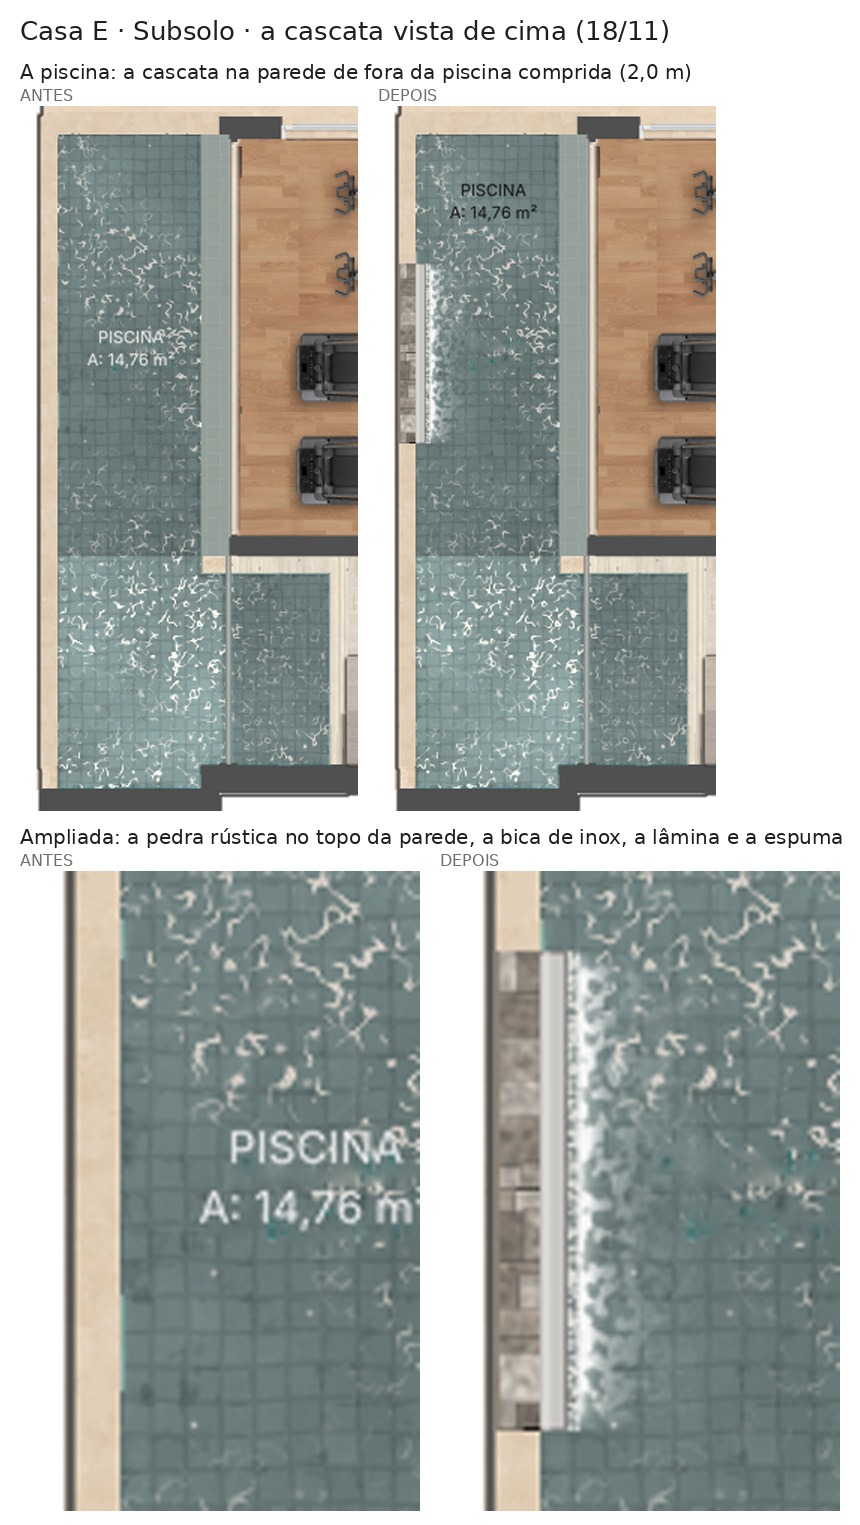 Casa E · Subsolo · a cascata vista de cima (18/11)
A piscina: a cascata na parede de fora da piscina comprida (2,0 m)
ANTES
DEPOIS
PISCINA
A: 14,76 m²
PISCINA
A: 14,76 m²
Ampliada: a pedra rústica no topo da parede, a bica de inox, a lâmina e a espuma
ANTES
DEPOIS
PISCINA
A: 14,76 m²